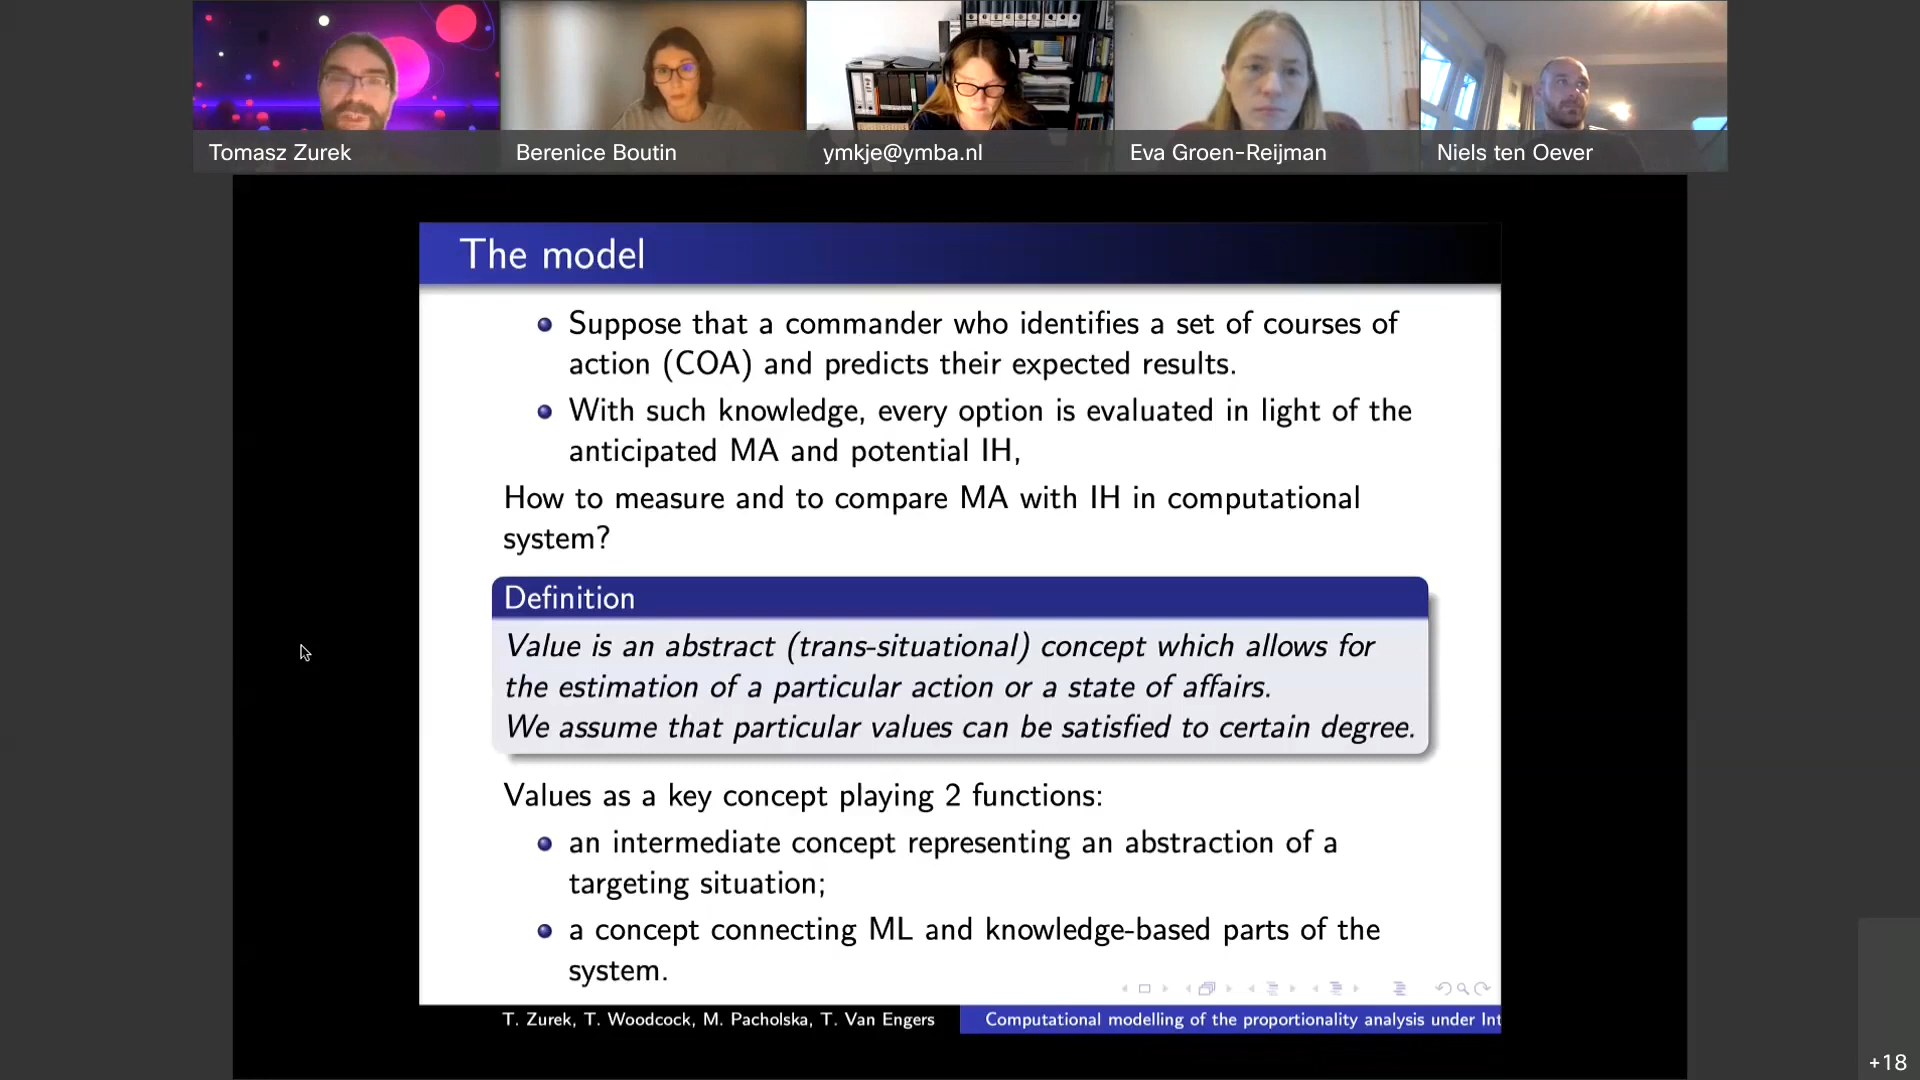 Tomasz Zurek
Berenice Boutin
ymkje@ymba.nl
Eva Groen-Reijman
Niels ten Oever
The model
Suppose that a commander who identifies a set of courses of
action (COA) and predicts their expected results.
With such knowledge, every option is evaluated in light of the
anticipated MA and potential IH,
How to measure and to compare MA with IH in computational
system?
Definition
Value is an abstract (trans-situational) concept which allows for
the estimation of a particular action or a state of affairs.
We assume that particular values can be satisfied to certain degree.
Values as a key concept playing 2 functions:
an intermediate concept representing an abstraction of a
targeting situation;
a concept connecting ML and knowledge-based parts of the
system.
T. Zurek, T. Woodcock, M. Pacholska, T. Van Engers
Computational modelling of the proportionality analysis under Int
+18